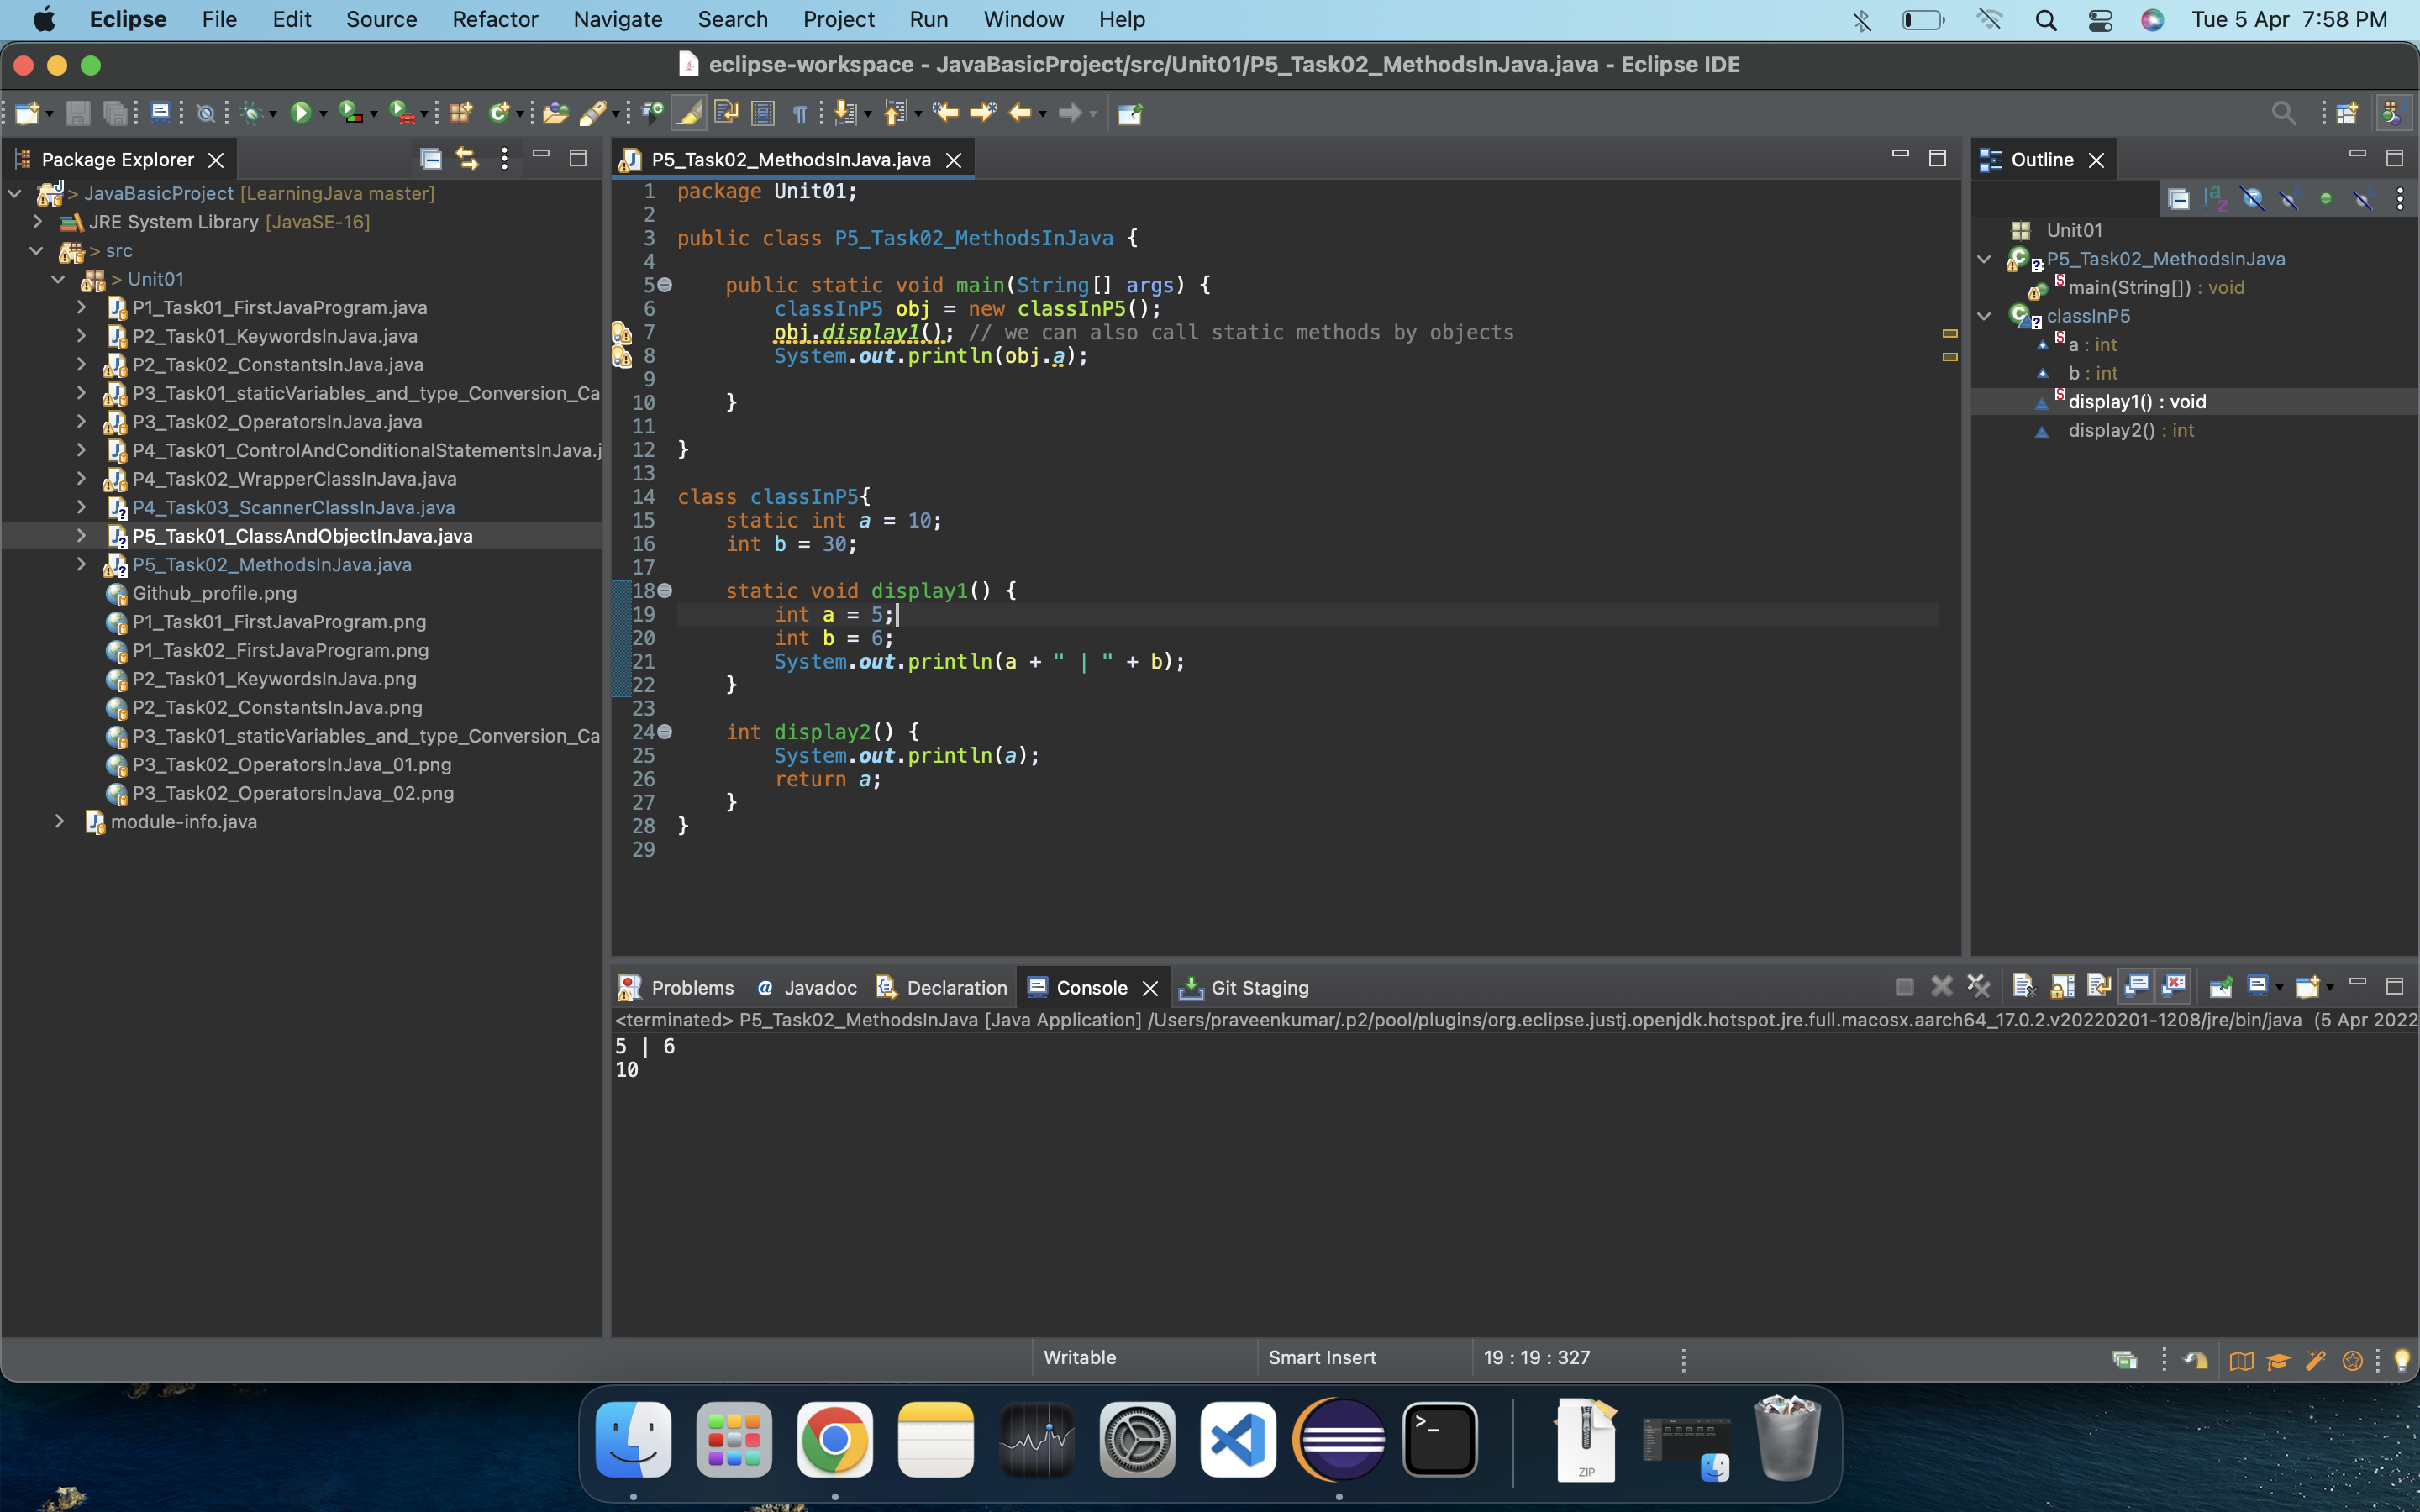 Eclipse File Edit Source Refactor Navigate Search Project Run Window Help Tue 5 Apr 7:58 PM
eclipse-workspace - JavaBasicProject/src/Unit01/P5_Task02_MethodsInJava.java - Eclipse IDE
Package Explorer
> JavaBasicProject [LearningJava master]
JRE System Library [JavaSE-16]
> src
> Unit01
P1_Task01_FirstJavaProgram.java
P2_Task01_KeywordsInJava.java
P2_Task02_ConstantsInJava.java
P3_Task01_staticVariables_and_type_Conversion_Ca
P3_Task02_OperatorsInJava.java
P4_Task01_ControlAndConditionalStatementsInJava.j
P4_Task02_WrapperClassInJava.java
P4_Task03_ScannerClassInJava.java
P5_Task01_ClassAndObjectInJava.java
P5_Task02_MethodsInJava.java
Github_profile.png
P1_Task01_FirstJavaProgram.png
P1_Task02_FirstJavaProgram.png
P2_Task01_KeywordsInJava.png
P2_Task02_ConstantsInJava.png
P3_Task01_staticVariables_and_type_Conversion_Ca
P3_Task02_OperatorsInJava_01.png
P3_Task02_OperatorsInJava_02.png
module-info.java
P5_Task02_MethodsInJava.java
1 package Unit01;
2
3 public class P5_Task02_MethodsInJava {
4
5 public static void main(String[] args) {
6 classInP5 obj = new classInP5();
7 obj.display1(); // we can also call static methods by objects
8 System.out.println(obj.a);
9
10 }
11
12 }
13
14 class classInP5{
15 static int a = 10;
16 int b = 30;
17
18 static void display1() {
19 int a = 5;
20 int b = 6;
21 System.out.println(a + " | " + b);
22 }
23
24 int display2() {
25 System.out.println(a);
26 return a;
27 }
28 }
29
Outline
Unit01
P5_Task02_MethodsInJava
main(String[]) : void
classInP5
a : int
b : int
display1() : void
display2() : int
Problems Javadoc Declaration Console Git Staging
<terminated> P5_Task02_MethodsInJava [Java Application] /Users/praveenkumar/.p2/pool/plugins/org.eclipse.justj.openjdk.hotspot.jre.full.macosx.aarch64_17.0.2.v20220201-1208/jre/bin/java (5 Apr 2022
5 | 6
10
Writable Smart Insert 19 : 19 : 327
ZIP